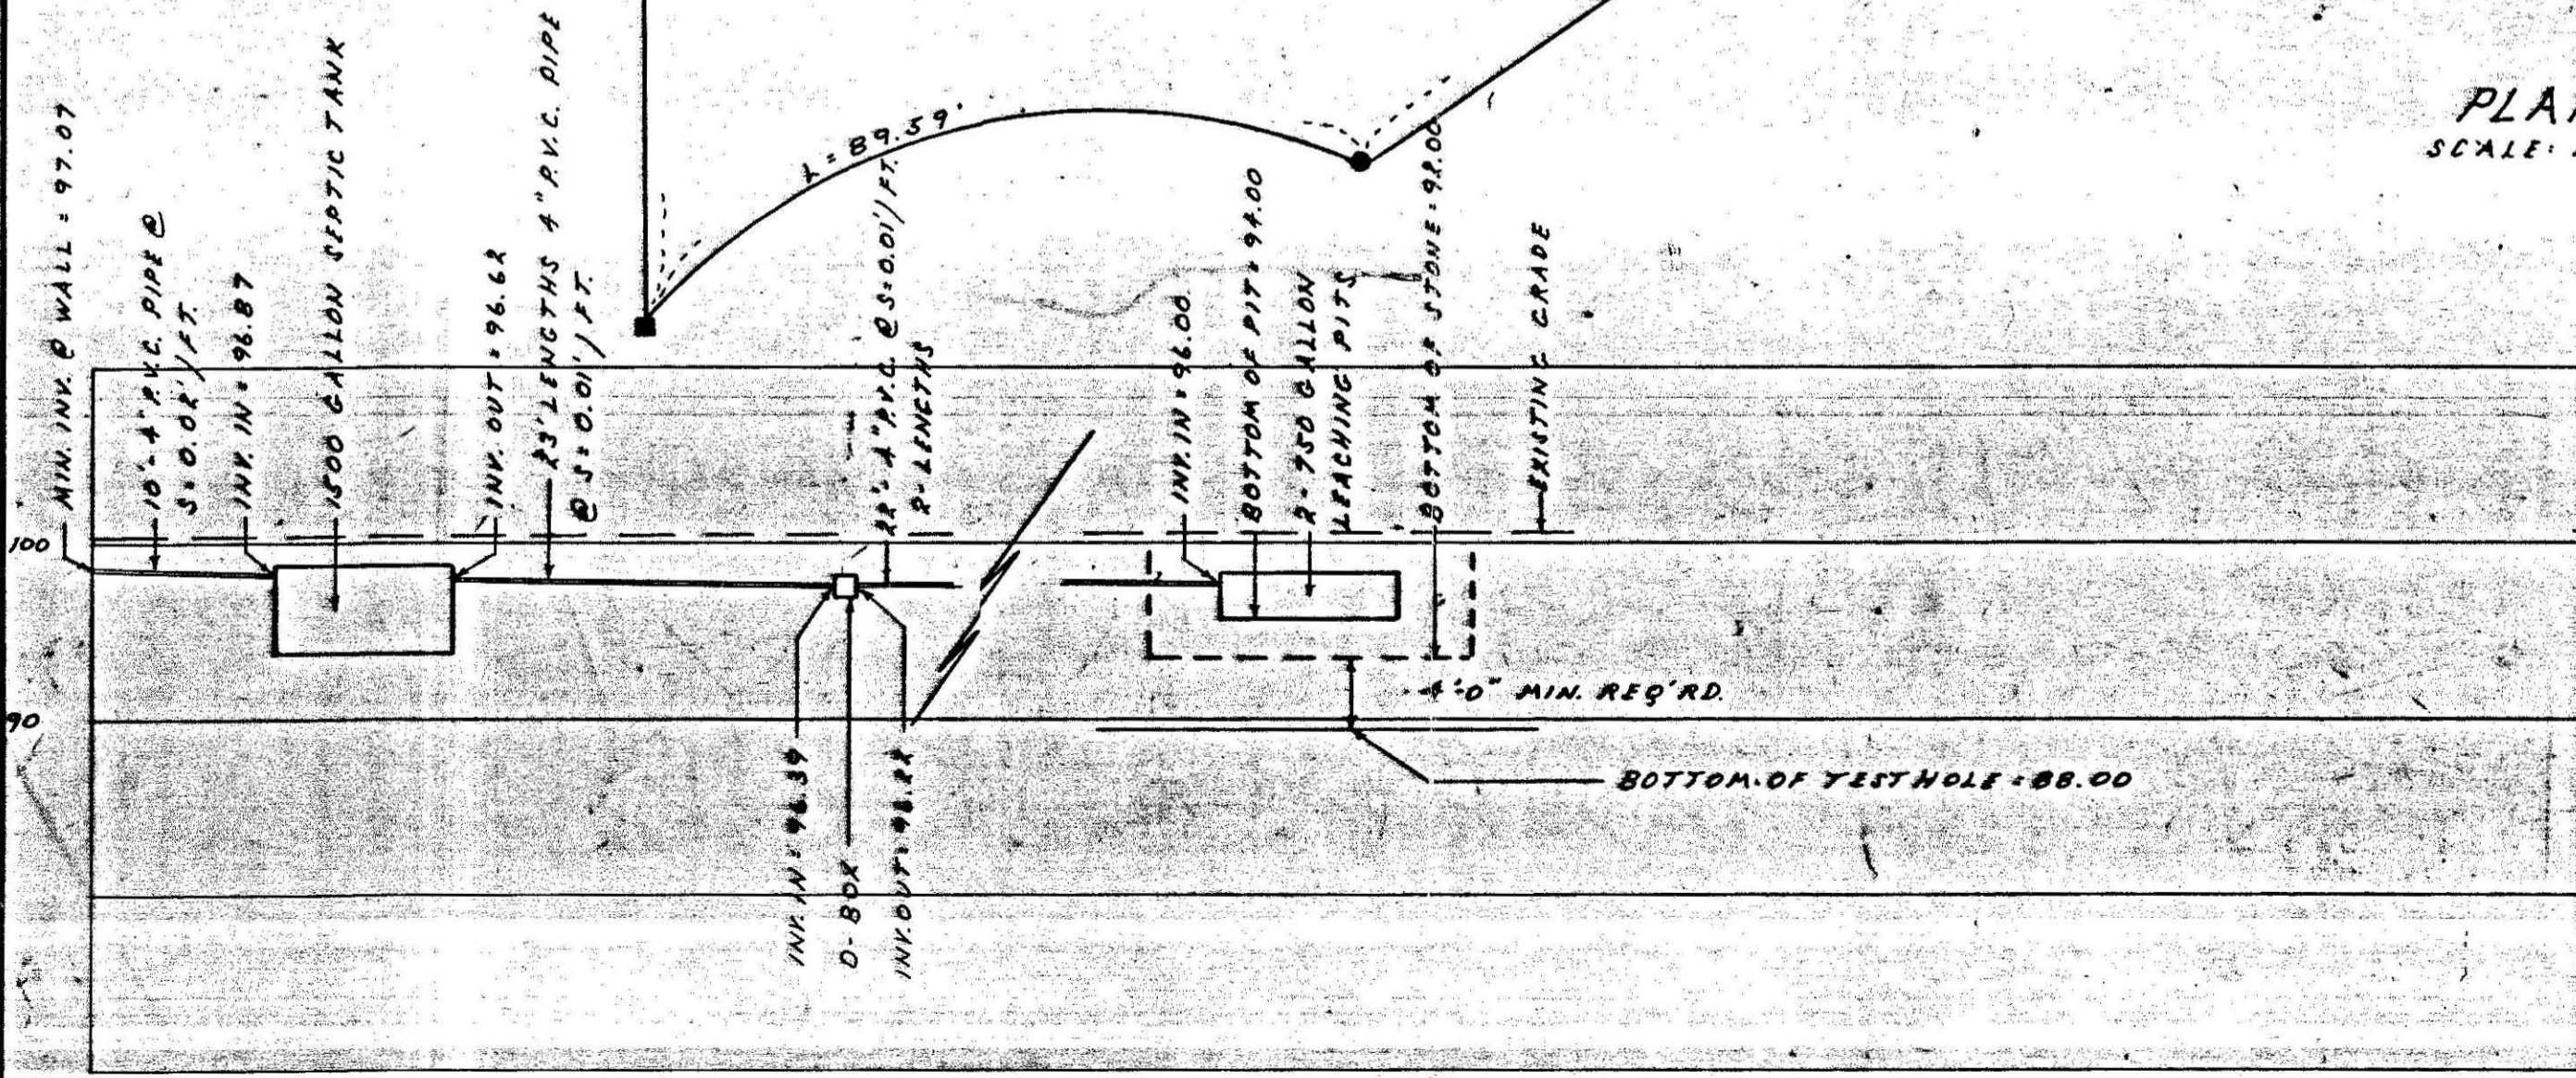 PLA
SCALE:
MIN. INV. @ WALL = 97.07
10'-4" P.V.C. PIPE @
S = 0.02'/FT.
INV. IN = 96.87
1500 GALLON SEPTIC TANK
INV. OUT = 96.62
23' LENGTHS 4" P.V.C. PIPE
@ S = 0.01'/FT.
= 89.59'
22'-4" P.V.C. @ S=0.01'/FT.
2-LENGTHS
INV. IN = 96.00
BOTTOM OF PIT = 94.00
2-750 GALLON
LEACHING PITS
BOTTOM OF STONE = 92.00
EXISTING GRADE
100
90
4'-0" MIN. REQ'RD.
BOTTOM OF TEST HOLE = 88.00
INV. IN = 96.39
D-BOX
INV. OUT = 96.22